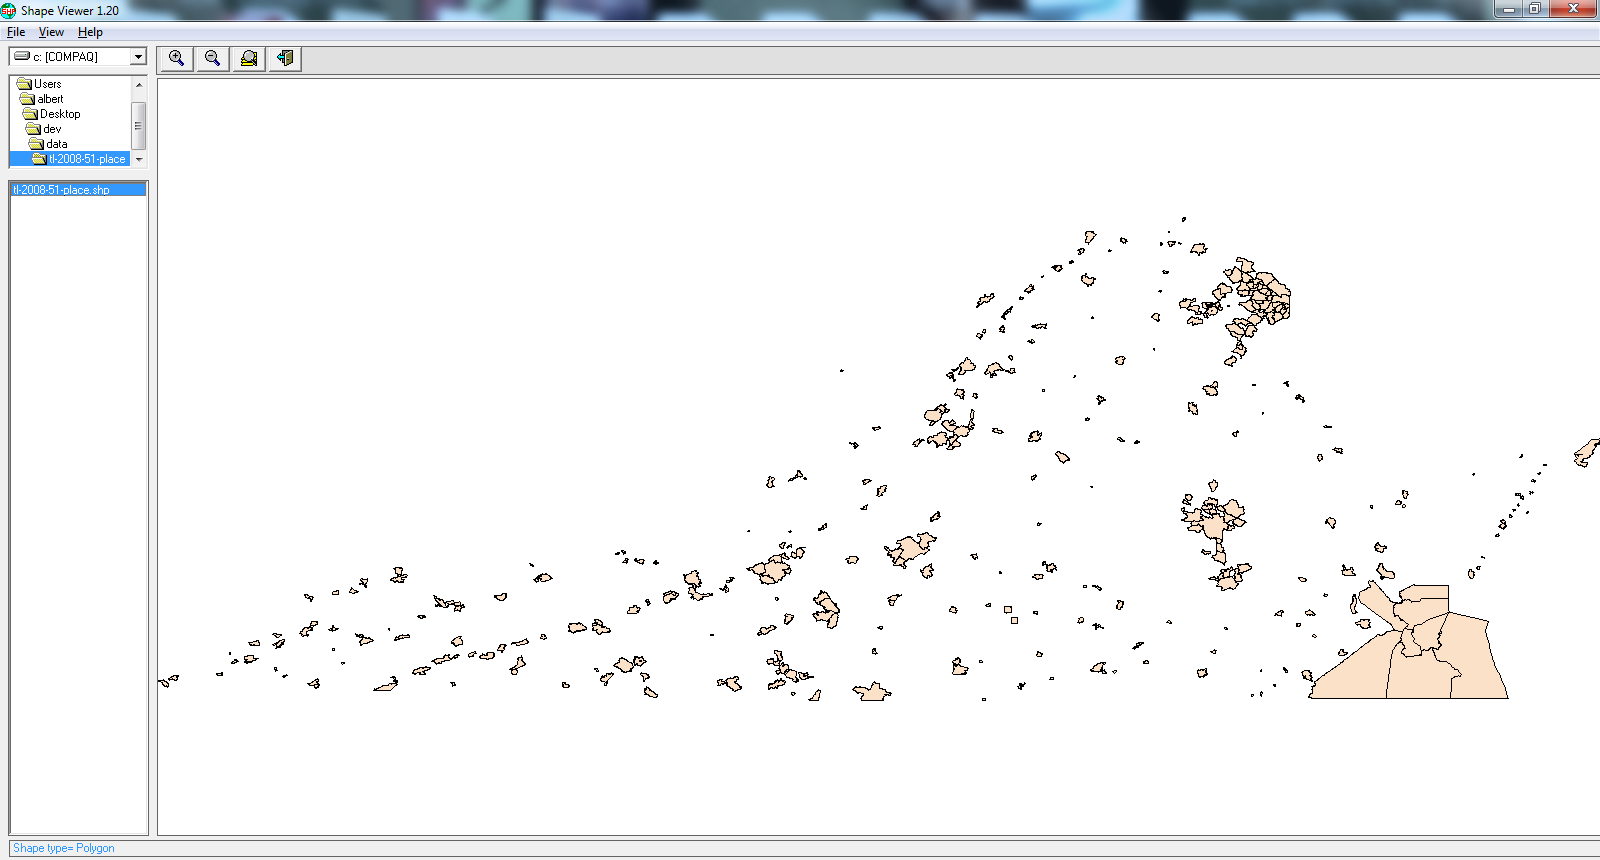 SHP Shape Viewer 1.20
File View Help
c: [COMPAQ]
Users
albert
Desktop
dev
data
tl-2008-51-place
tl-2008-51-place.shp
Shape type= Polygon